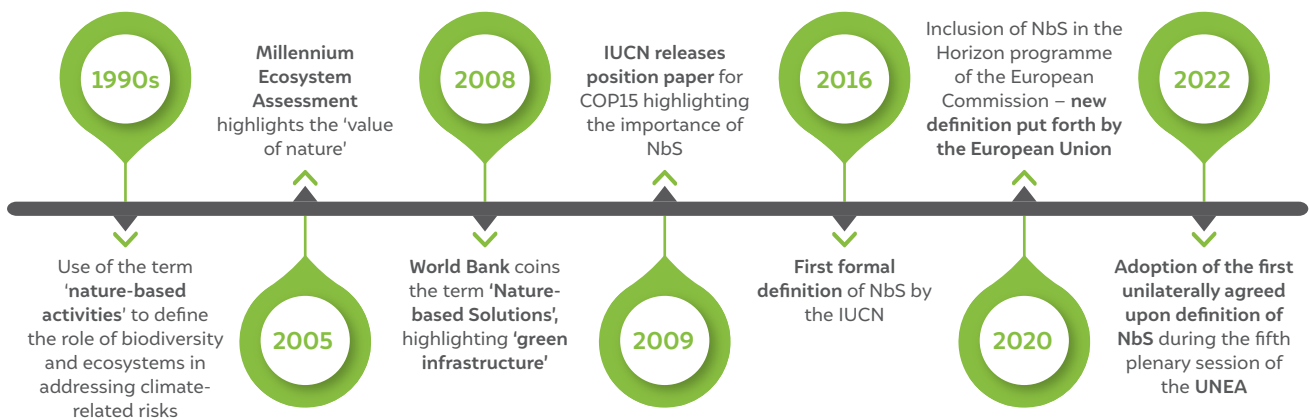 1990s
Use of the term
‘nature-based
activities’ to define
the role of biodiversity
and ecosystems in
addressing climate-
related risks
Millennium
Ecosystem
Assessment
highlights the ‘value
of nature’
2005
2008
World Bank coins
the term ‘Nature-
based Solutions’,
highlighting ‘green
infrastructure’
IUCN releases
position paper for
COP15 highlighting
the importance of
NbS
2009
2016
First formal
definition of NbS by
the IUCN
Inclusion of NbS in the
Horizon programme
of the European
Commission – new
definition put forth by
the European Union
2020
2022
Adoption of the first
unilaterally agreed
upon definition of
NbS during the fifth
plenary session of
the UNEA